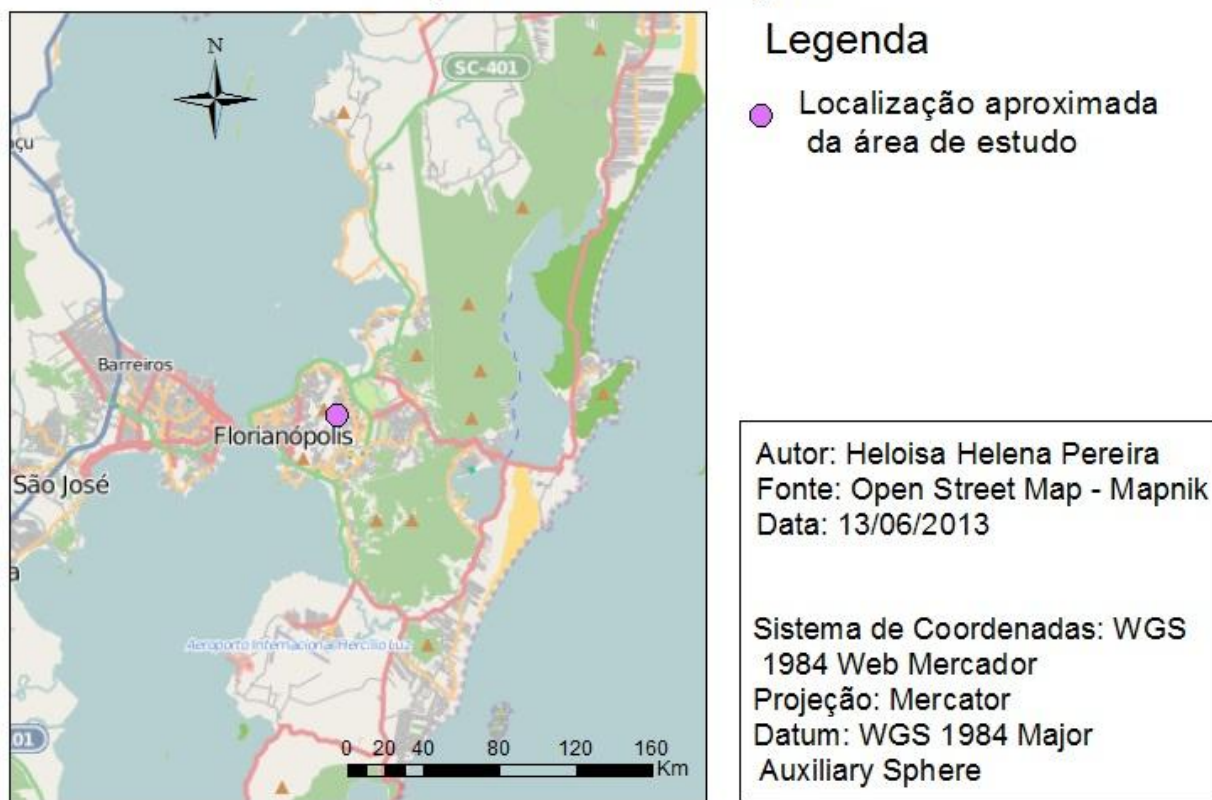 N
SC-401
çu
Barreiros
Florianópolis
São José
a
Aeroporto Internacional Hercílio Luz
01
0 20 40 80 120 160
Km
Legenda
Localização aproximada
da área de estudo
Autor: Heloisa Helena Pereira
Fonte: Open Street Map - Mapnik
Data: 13/06/2013
Sistema de Coordenadas: WGS
1984 Web Mercador
Projeção: Mercator
Datum: WGS 1984 Major
Auxiliary Sphere